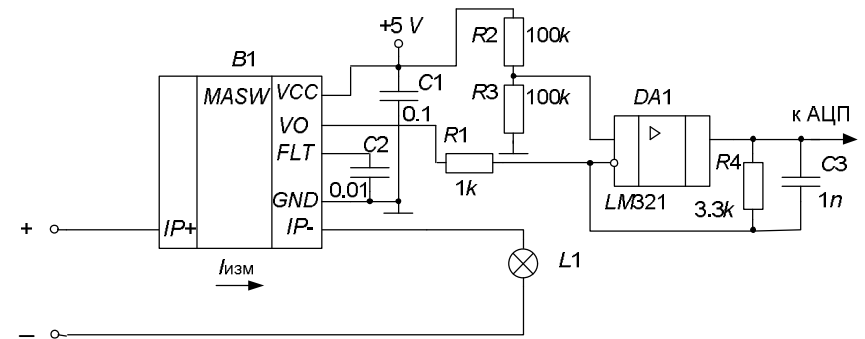 +5 V
R2
100k
B1
MASW
VCC
C1
0.1
R3
100k
DA1
VO
R1
1k
к АЦП
FLT
C2
0.01
GND
LM321
R4
3.3k
C3
1n
+
IP+
IP-
Iизм
L1
–